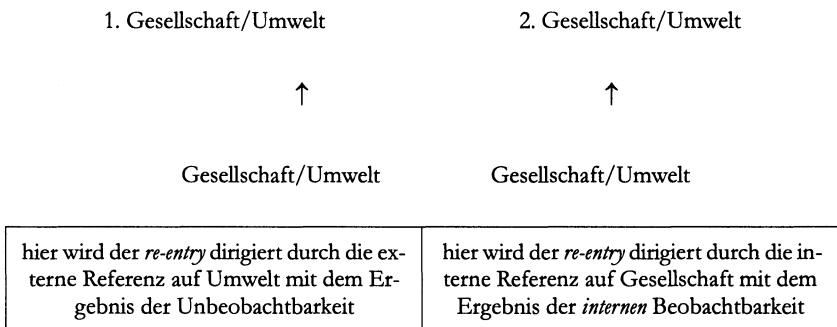 1. Gesellschaft/Umwelt 2. Gesellschaft/Umwelt
↑ ↑
Gesellschaft/Umwelt Gesellschaft/Umwelt
hier wird der re-entry dirigiert durch die ex-
terne Referenz auf Umwelt mit dem Er-
gebnis der Unbeobachtbarkeit
hier wird der re-entry dirigiert durch die in-
terne Referenz auf Gesellschaft mit dem
Ergebnis der internen Beobachtbarkeit